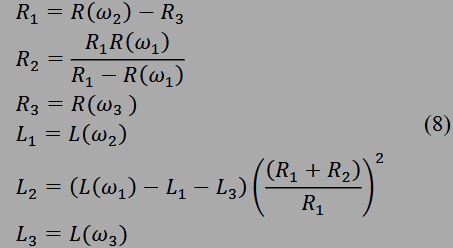 R₁ = R(ω₂) − R₃
R₂ = R₁R(ω₁) / (R₁ − R(ω₁))
R₃ = R(ω₃ )
L₁ = L(ω₂)
(8)
L₂ = (L(ω₁) − L₁ − L₃) ((R₁ + R₂) / R₁)²
L₃ = L(ω₃)